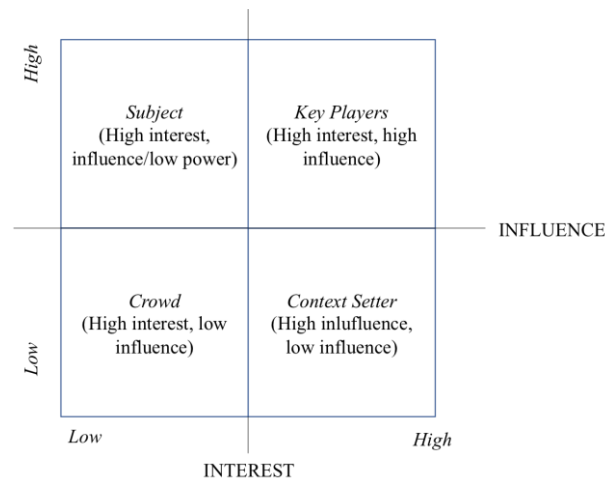 High
Subject
(High interest,
influence/low power)
Key Players
(High interest, high
influence)
INFLUENCE
Crowd
(High interest, low
influence)
Context Setter
(High inlufluence,
low influence)
Low
Low
High
INTEREST